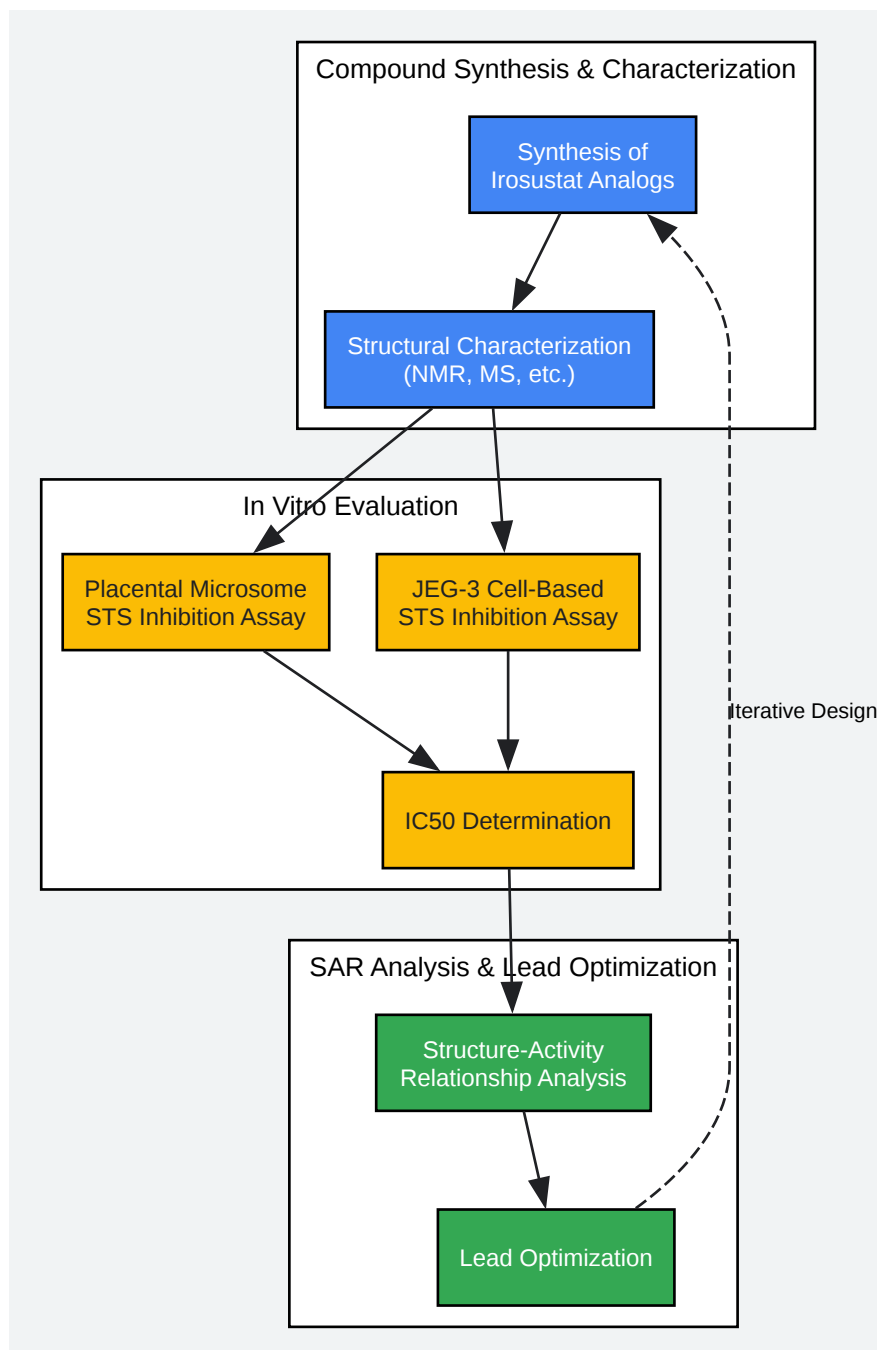 Compound Synthesis & Characterization
Synthesis of
Irosustat Analogs
Structural Characterization
(NMR, MS, etc.)
In Vitro Evaluation
Placental Microsome
STS Inhibition Assay
JEG-3 Cell-Based
STS Inhibition Assay
Iterative Design
IC50 Determination
SAR Analysis & Lead Optimization
Structure-Activity
Relationship Analysis
Lead Optimization